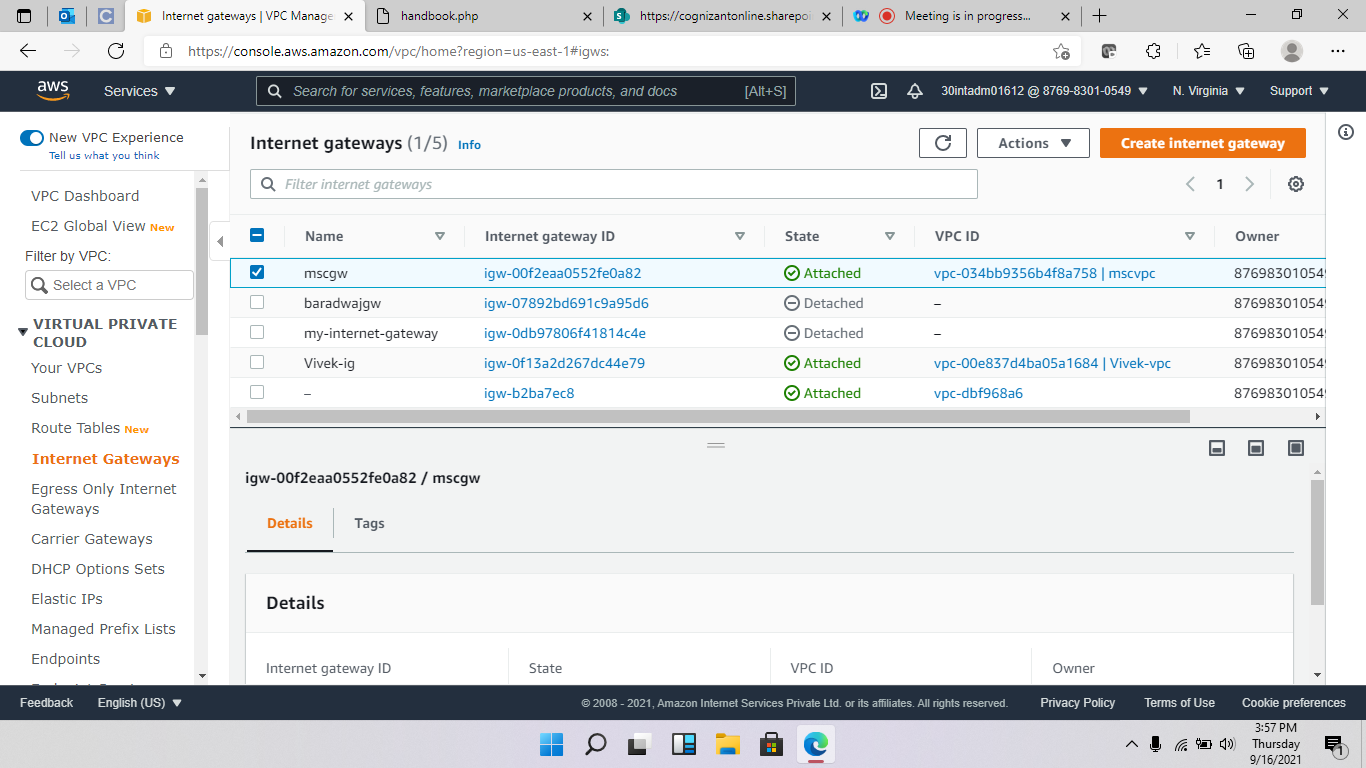 Internet gateways | VPC Manage
handbook.php
https://cognizantonline.sharepoi
Meeting is in progress...
https://console.aws.amazon.com/vpc/home?region=us-east-1#igws:
aws
Services
Search for services, features, marketplace products, and docs
[Alt+S]
30intadm01612 @ 8769-8301-0549
N. Virginia
Support
New VPC Experience
Tell us what you think
VPC Dashboard
EC2 Global View New
Filter by VPC:
Select a VPC
VIRTUAL PRIVATE
CLOUD
Your VPCs
Subnets
Route Tables New
Internet Gateways
Egress Only Internet
Gateways
Carrier Gateways
DHCP Options Sets
Elastic IPs
Managed Prefix Lists
Endpoints
Internet gateways (1/5) Info
Actions
Create internet gateway
Filter internet gateways
1
Name Internet gateway ID State VPC ID Owner
mscgw igw-00f2eaa0552fe0a82 Attached vpc-034bb9356b4f8a758 | mscvpc 876983010549
baradwajgw igw-07892bd691c9a95d6 Detached – 876983010549
my-internet-gateway igw-0db97806f41814c4e Detached – 876983010549
Vivek-ig igw-0f13a2d267dc44e79 Attached vpc-00e837d4ba05a1684 | Vivek-vpc 876983010549
– igw-b2ba7ec8 Attached vpc-dbf968a6 876983010549
igw-00f2eaa0552fe0a82 / mscgw
Details Tags
Details
Internet gateway ID State VPC ID Owner
Feedback English (US) © 2008 - 2021, Amazon Internet Services Private Ltd. or its affiliates. All rights reserved. Privacy Policy Terms of Use Cookie preferences
3:57 PM
Thursday
9/16/2021
1